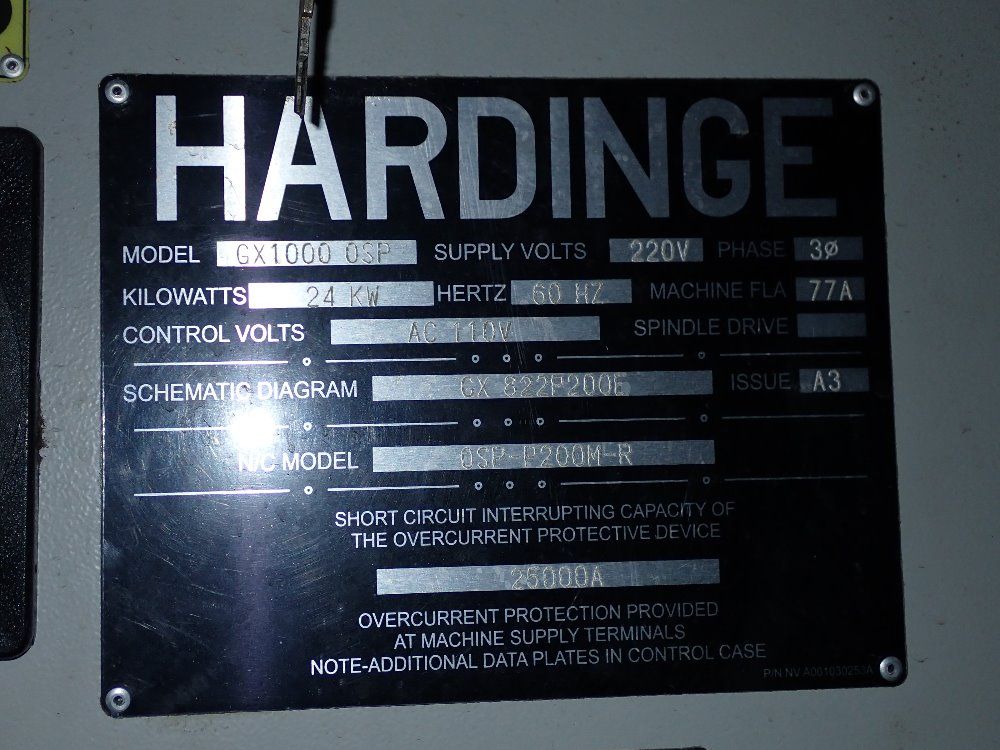 HARDINGE
MODEL GX1000 OSP SUPPLY VOLTS 220V PHASE 3ø
KILOWATTS 24 KW HERTZ 60 HZ MACHINE FLA 77A
CONTROL VOLTS AC 110V SPINDLE DRIVE
SCHEMATIC DIAGRAM GX 822P200E ISSUE A3
N/C MODEL OSP-P200M-R
SHORT CIRCUIT INTERRUPTING CAPACITY OF
THE OVERCURRENT PROTECTIVE DEVICE
25000A
OVERCURRENT PROTECTION PROVIDED
AT MACHINE SUPPLY TERMINALS
NOTE-ADDITIONAL DATA PLATES IN CONTROL CASE
P/N NV